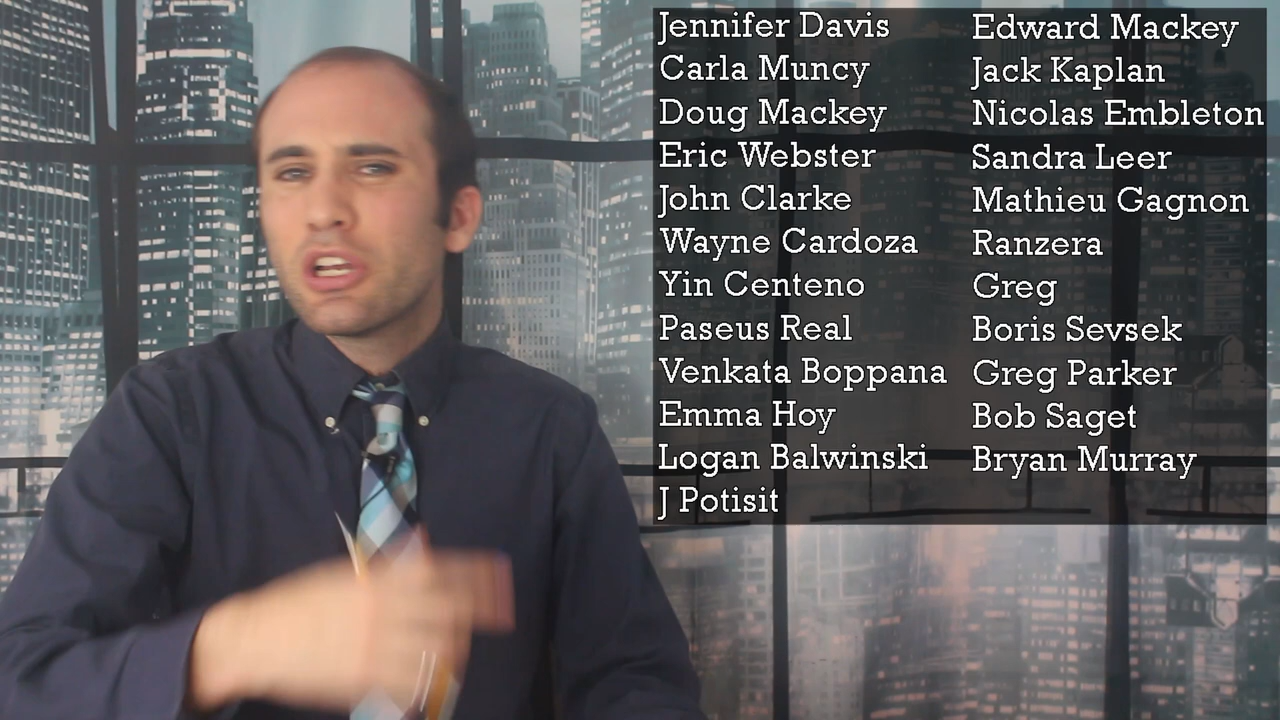 Jennifer Davis
Carla Muncy
Doug Mackey
Eric Webster
John Clarke
Wayne Cardoza
Yin Centeno
Paseus Real
Venkata Boppana
Emma Hoy
Logan Balwinski
J Potisit
Edward Mackey
Jack Kaplan
Nicolas Embleton
Sandra Leer
Mathieu Gagnon
Ranzera
Greg
Boris Sevsek
Greg Parker
Bob Saget
Bryan Murray